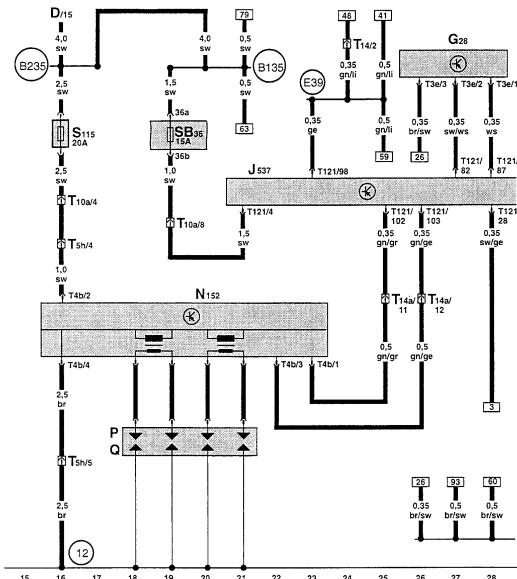 D/15
79
48
41
4,0
sw
4,0
sw
0,5
sw
T14/2
G28
B235
B135
0,35
gn/li
0,5
gn/li
E39
T3e/3
T3e/2
T3e/1
2,5
sw
1,5
sw
0,5
sw
36a
S115
20A
SB36
15A
63
0,35
ge
0,5
gn/li
0,35
br/sw
0,35
sw/ws
0,35
ws
36b
59
26
2,5
sw
1,0
sw
J537
T121/98
T121/
82
T121/
87
T10a/4
T10a/8
T121/4
T121/
102
T121/
103
T121/
28
T5h/4
1,5
sw
0,35
gn/gr
0,35
gn/ge
0,35
sw/ge
1,0
sw
T4b/2
N152
T14a/
11
T14a/
12
T4b/4
T4b/3
T4b/1
0,5
gn/gr
0,5
gn/ge
2,5
br
3
P
Q
T5h/5
26
93
60
2,5
br
0,35
br/sw
0,5
br/sw
0,5
br/sw
12
15 16 17 18 19 20 21 22 23 24 25 26 27 28